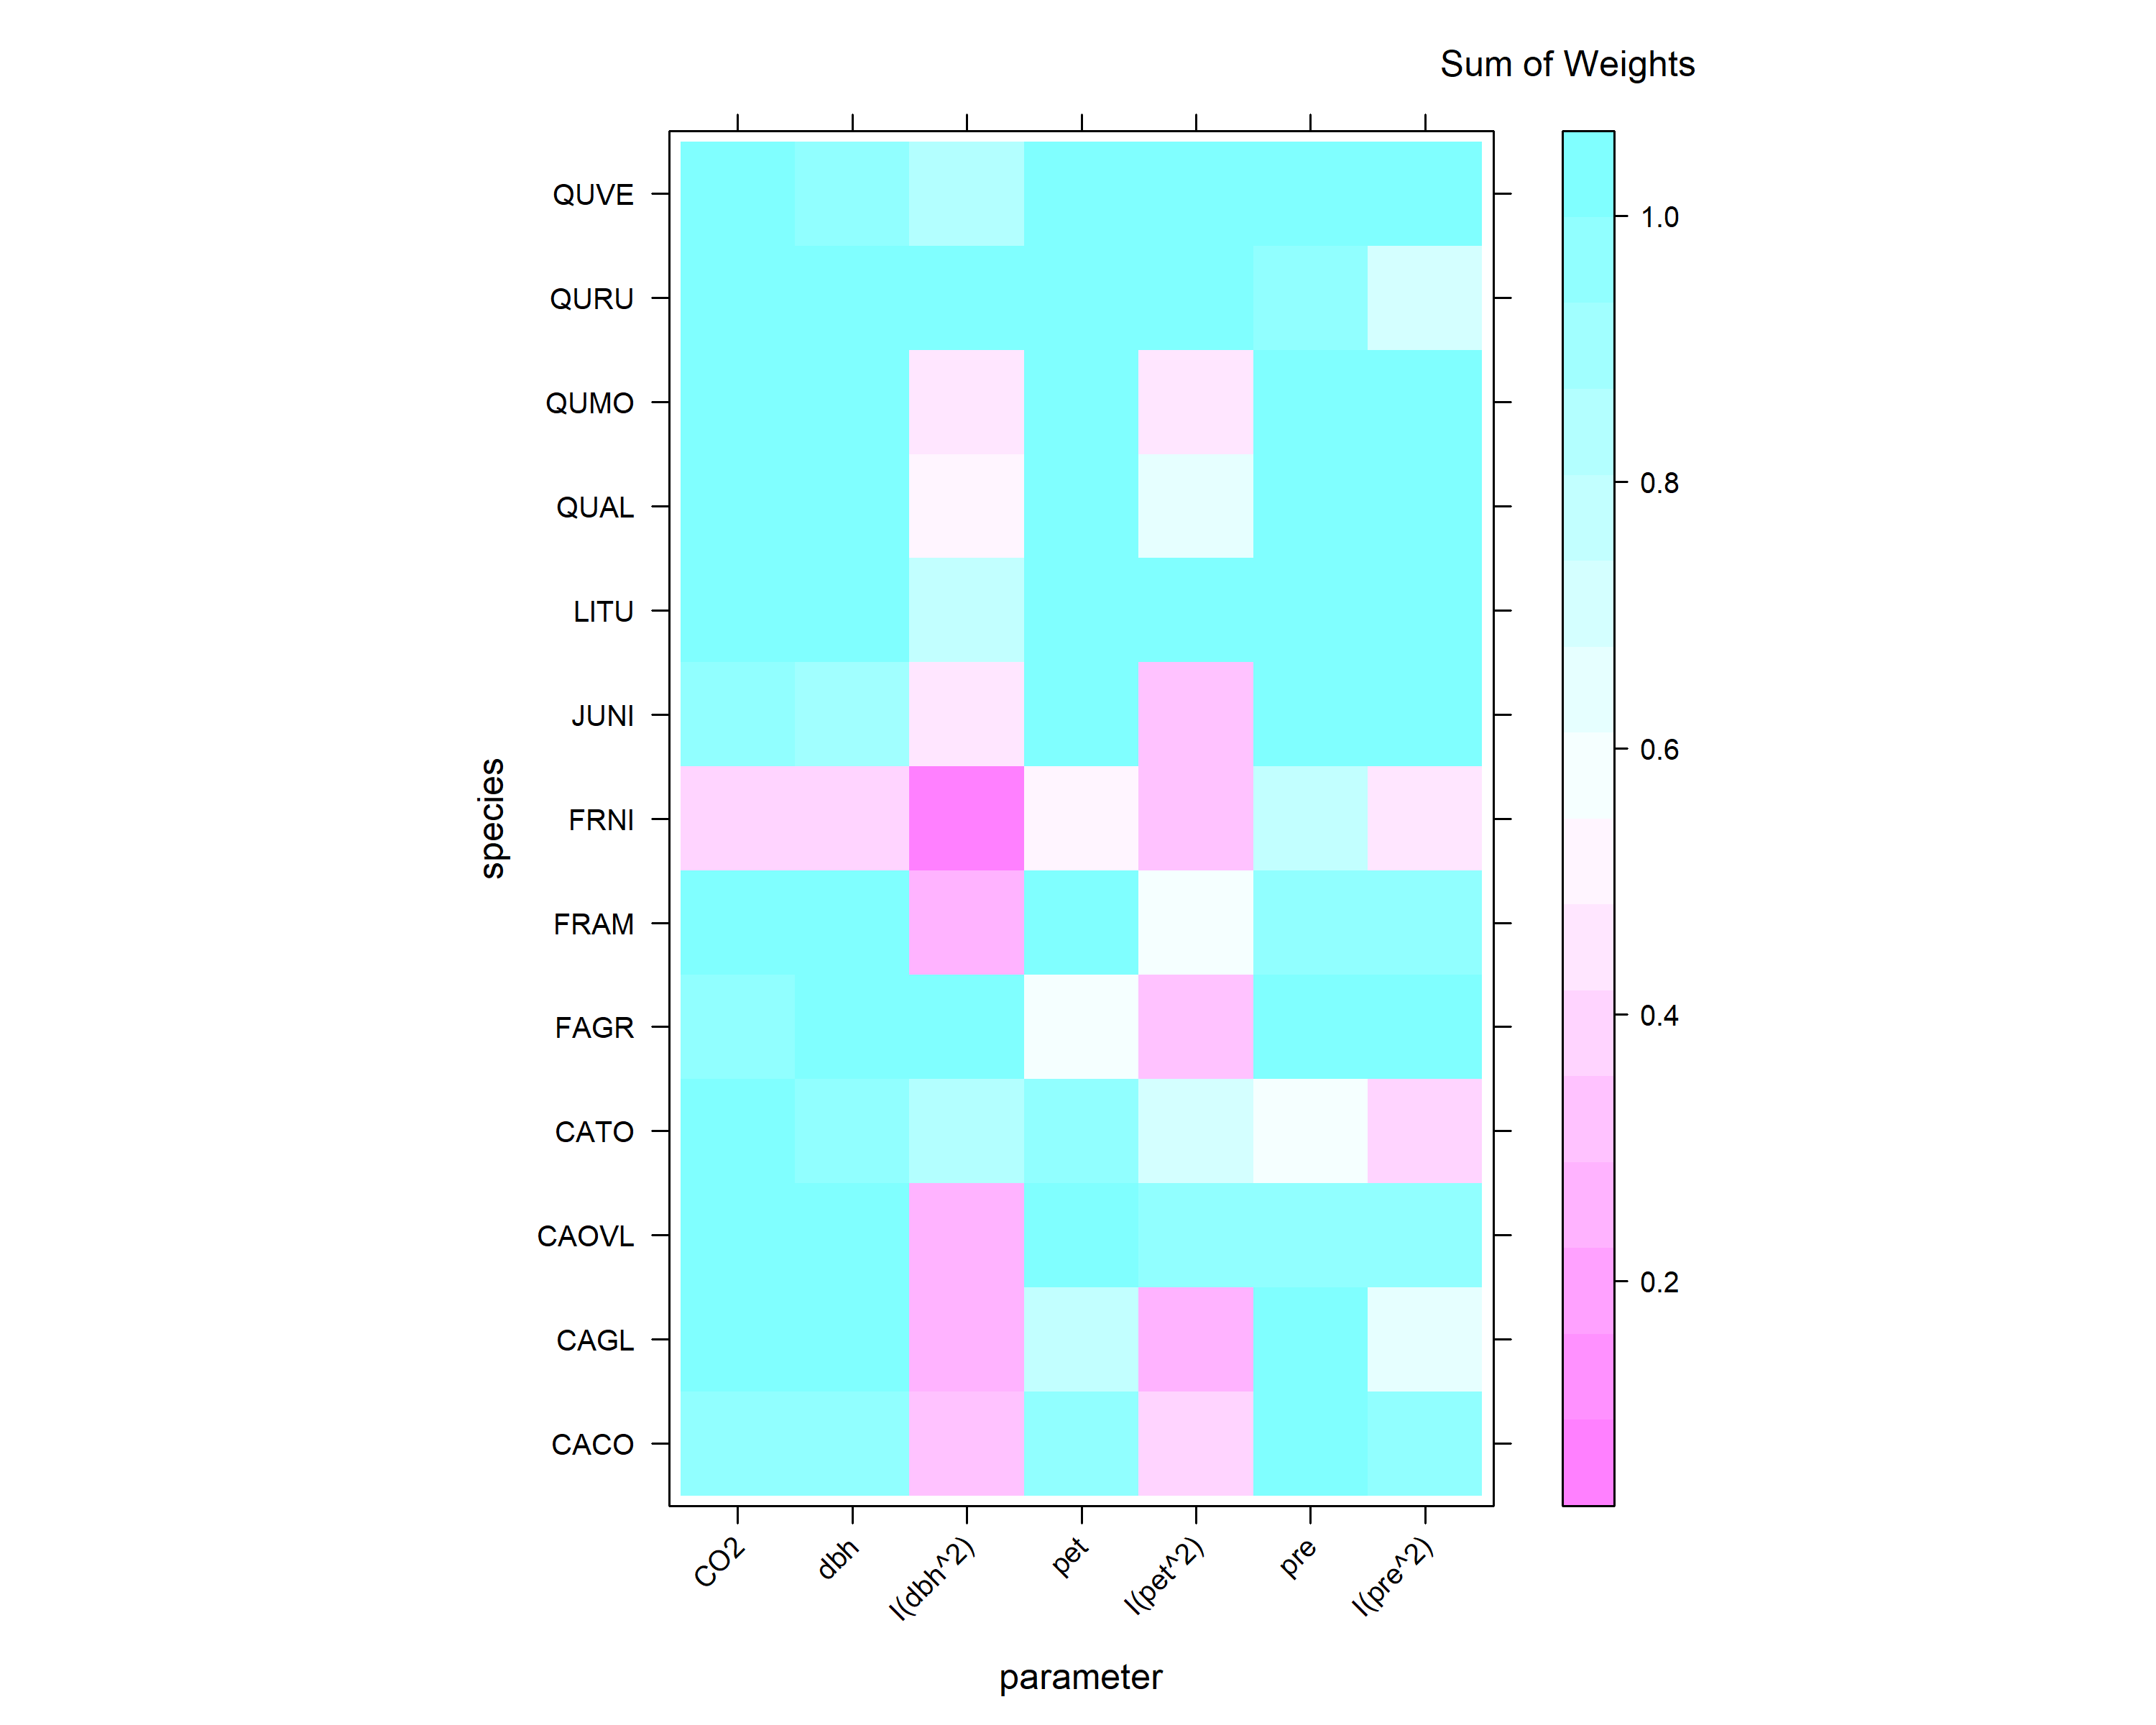 Sum of Weights
QUVE
QURU
QUMO
QUAL
LITU
JUNI
FRNI
FRAM
FAGR
CATO
CAOVL
CAGL
CACO
species
1.0
0.8
0.6
0.4
0.2
CO2
dbh
I(dbh^2)
pet
I(pet^2)
pre
I(pre^2)
parameter